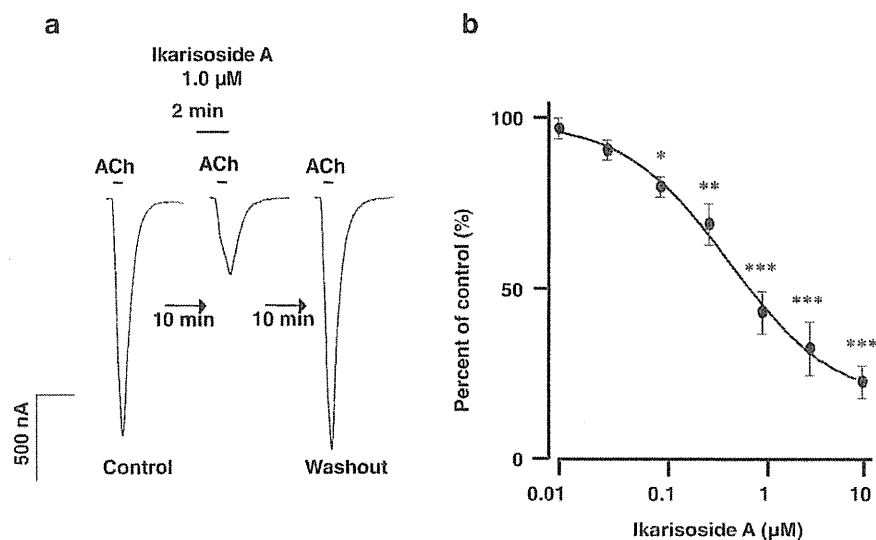 a
Ikarisoside A
1.0 µM
2 min
ACh ACh ACh
10 min 10 min
500 nA
Control Washout
b
100
50
0
Percent of control (%)
* ** *** *** ***
0.01 0.1 1 10
Ikarisoside A (µM)